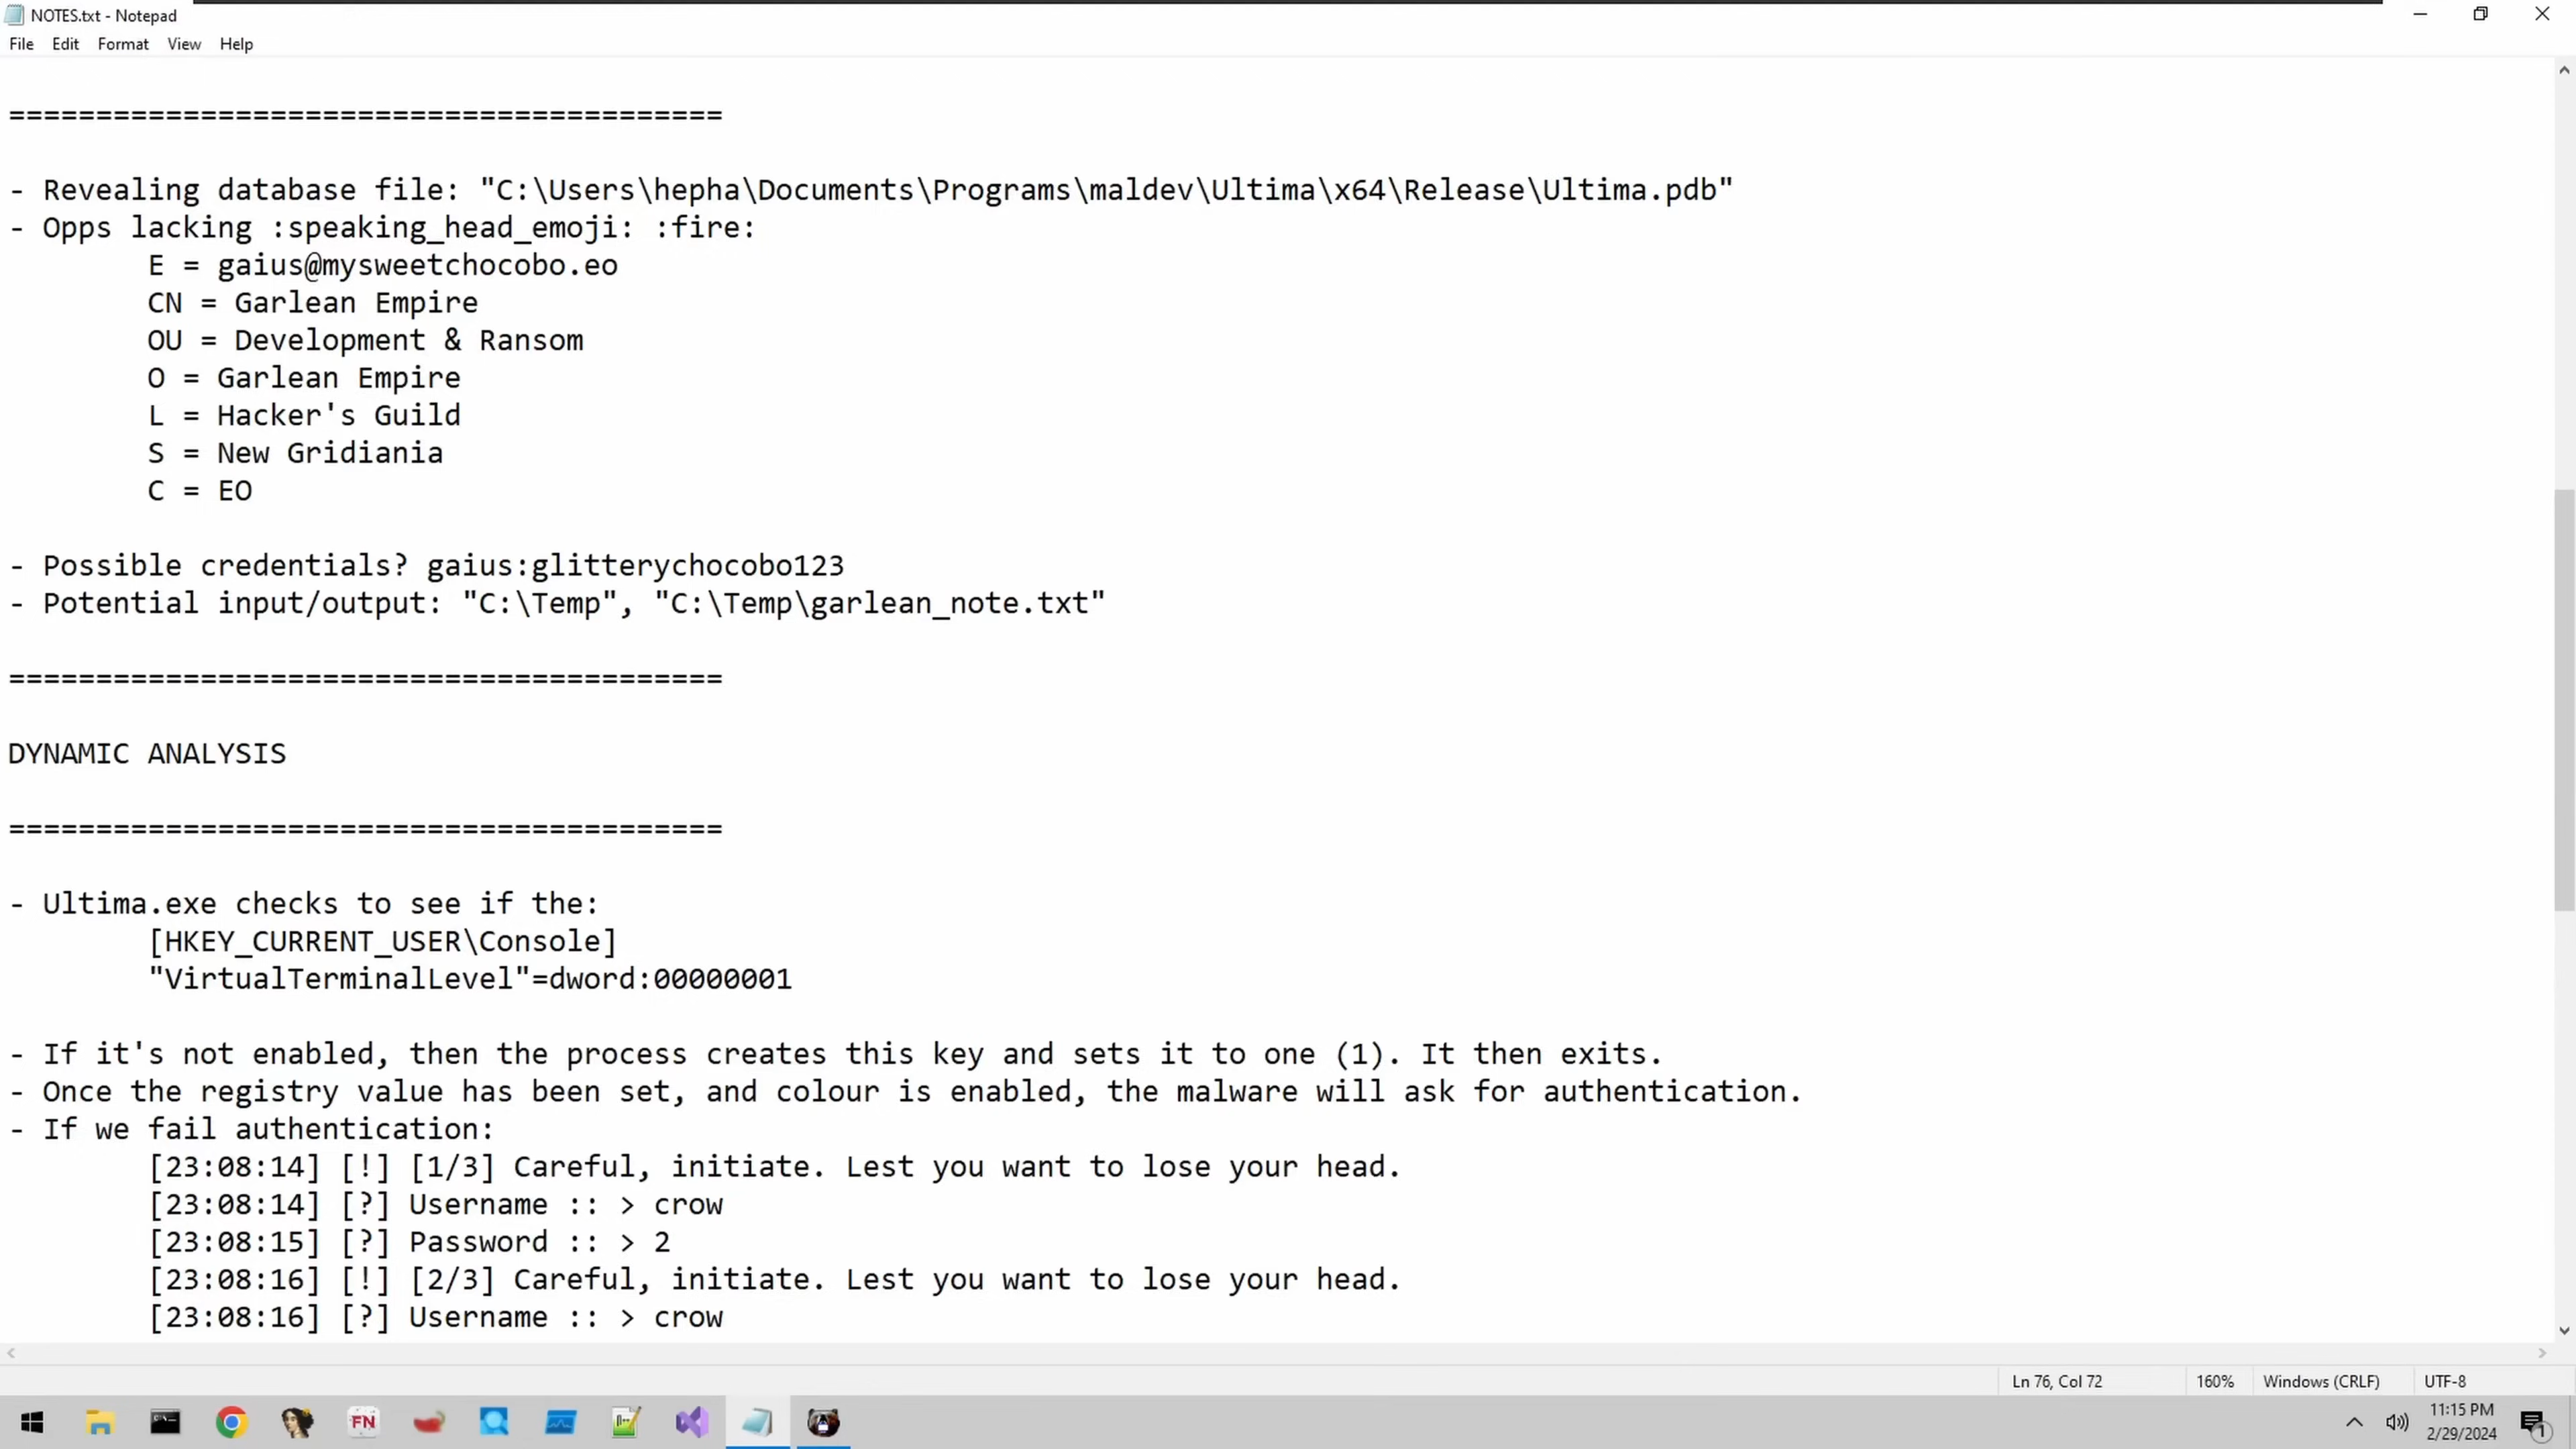 NOTES.txt - Notepad
File Edit Format View Help
=========================================
- Revealing database file: "C:\Users\hepha\Documents\Programs\maldev\Ultima\x64\Release\Ultima.pdb"
- Opps lacking :speaking_head_emoji: :fire:
E = gaius@mysweetchocobo.eo
CN = Garlean Empire
OU = Development & Ransom
O = Garlean Empire
L = Hacker's Guild
S = New Gridiania
C = EO
- Possible credentials? gaius:glitterychocobo123
- Potential input/output: "C:\Temp", "C:\Temp\garlean_note.txt"
=========================================
DYNAMIC ANALYSIS
=========================================
- Ultima.exe checks to see if the:
[HKEY_CURRENT_USER\Console]
"VirtualTerminalLevel"=dword:00000001
- If it's not enabled, then the process creates this key and sets it to one (1). It then exits.
- Once the registry value has been set, and colour is enabled, the malware will ask for authentication.
- If we fail authentication:
[23:08:14] [!] [1/3] Careful, initiate. Lest you want to lose your head.
[23:08:14] [?] Username :: > crow
[23:08:15] [?] Password :: > 2
[23:08:16] [!] [2/3] Careful, initiate. Lest you want to lose your head.
[23:08:16] [?] Username :: > crow
Ln 76, Col 72 160% Windows (CRLF) UTF-8
FN
11:15 PM
2/29/2024
1